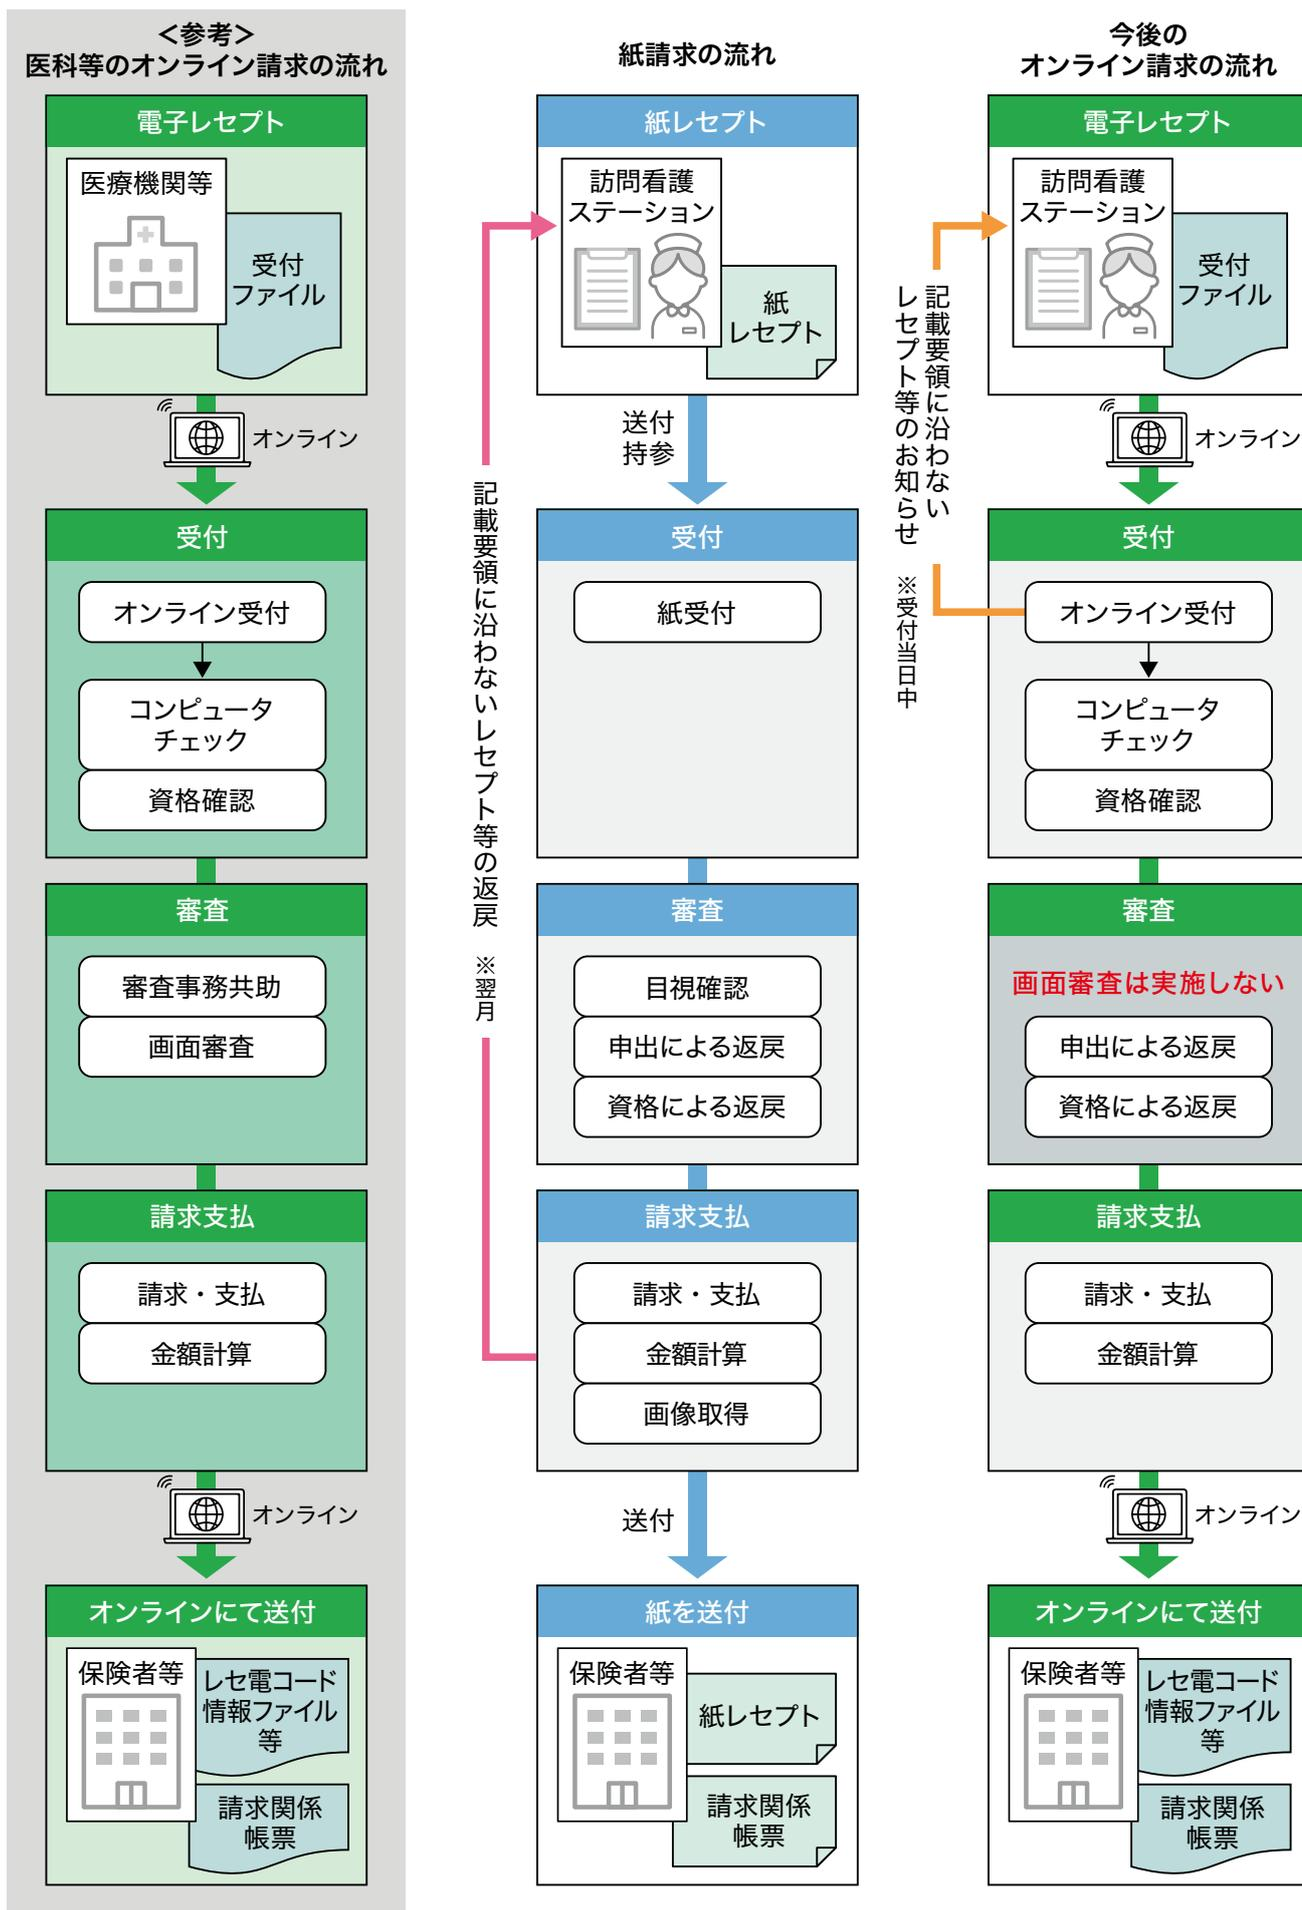 ＜参考＞
医科等のオンライン請求の流れ
電子レセプト
医療機関等
受付
ファイル
オンライン
受付
オンライン受付
コンピュータ
チェック
資格確認
審査
審査事務共助
画面審査
請求支払
請求・支払
金額計算
オンライン
オンラインにて送付
保険者等
レセ電コード
情報ファイル
等
請求関係
帳票
紙請求の流れ
紙レセプト
訪問看護
ステーション
紙
レセプト
送付
持参
受付
紙受付
審査
目視確認
申出による返戻
資格による返戻
請求支払
請求・支払
金額計算
画像取得
記載要領に沿わないレセプト等の返戻 ※翌月
送付
紙を送付
保険者等
紙レセプト
請求関係
帳票
今後の
オンライン請求の流れ
電子レセプト
訪問看護
ステーション
受付
ファイル
オンライン
記載要領に沿わない
レセプト等のお知らせ ※受付当日中
受付
オンライン受付
コンピュータ
チェック
資格確認
審査
画面審査は実施しない
申出による返戻
資格による返戻
請求支払
請求・支払
金額計算
オンライン
オンラインにて送付
保険者等
レセ電コード
情報ファイル
等
請求関係
帳票